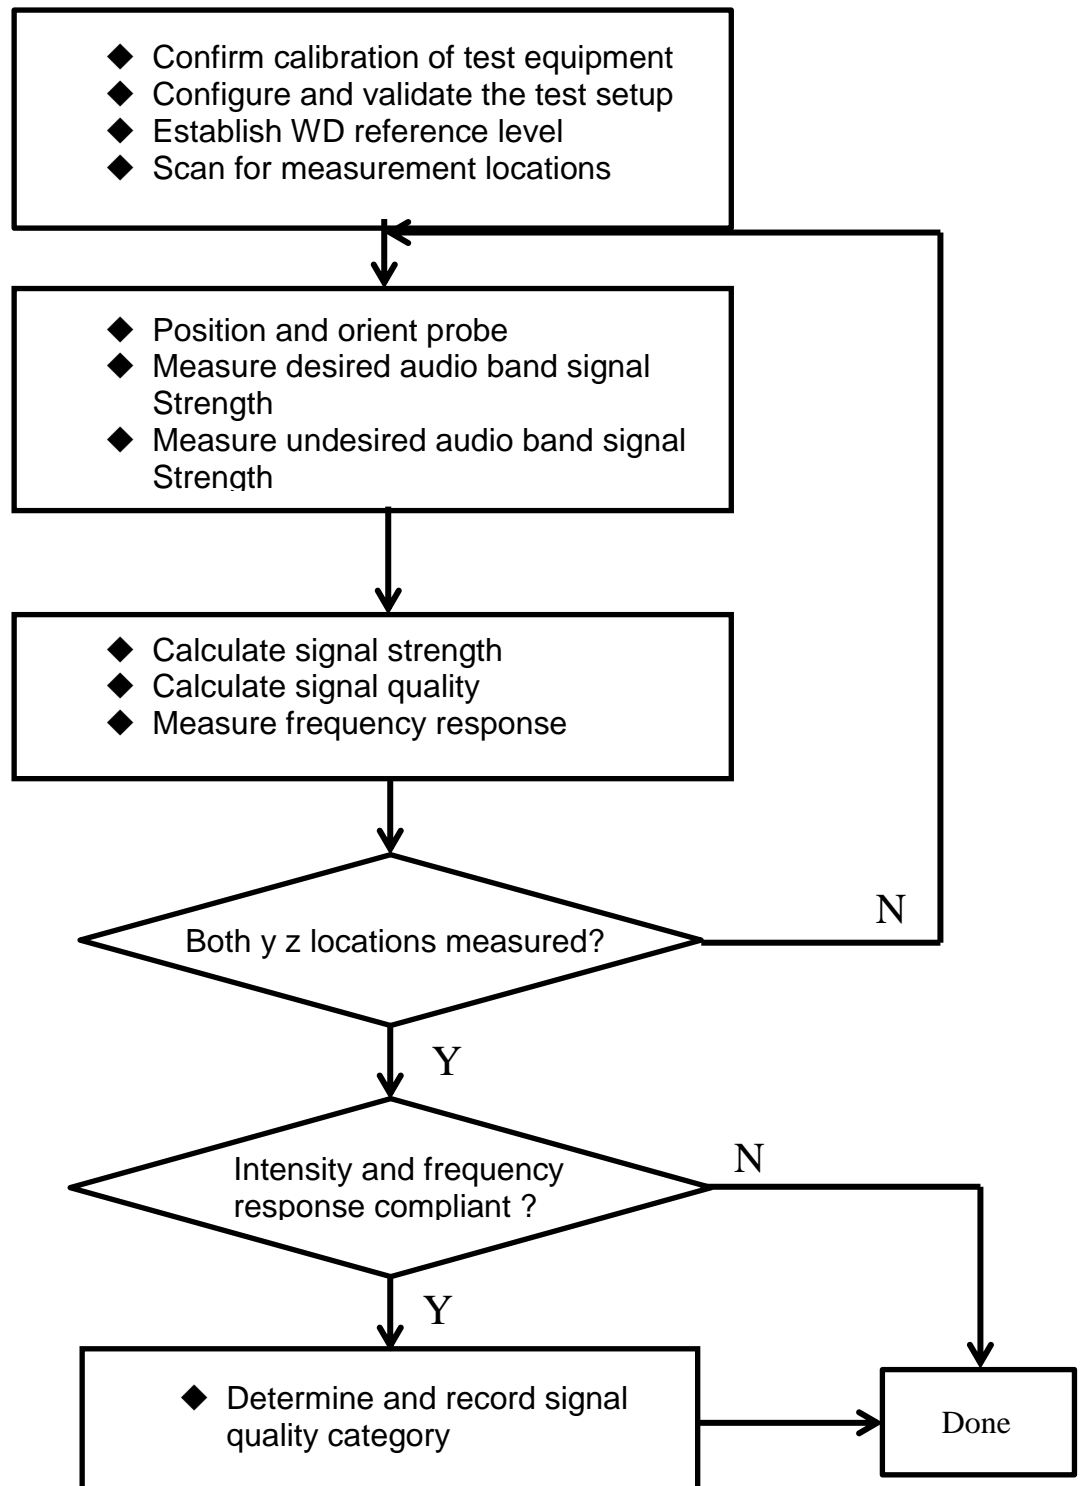 ◆ Confirm calibration of test equipment
◆ Configure and validate the test setup
◆ Establish WD reference level
◆ Scan for measurement locations
◆ Position and orient probe
◆ Measure desired audio band signal
Strength
◆ Measure undesired audio band signal
Strength
◆ Calculate signal strength
◆ Calculate signal quality
◆ Measure frequency response
Both y z locations measured?
N
Y
Intensity and frequency
response compliant ?
N
Y
◆ Determine and record signal
quality category
Done